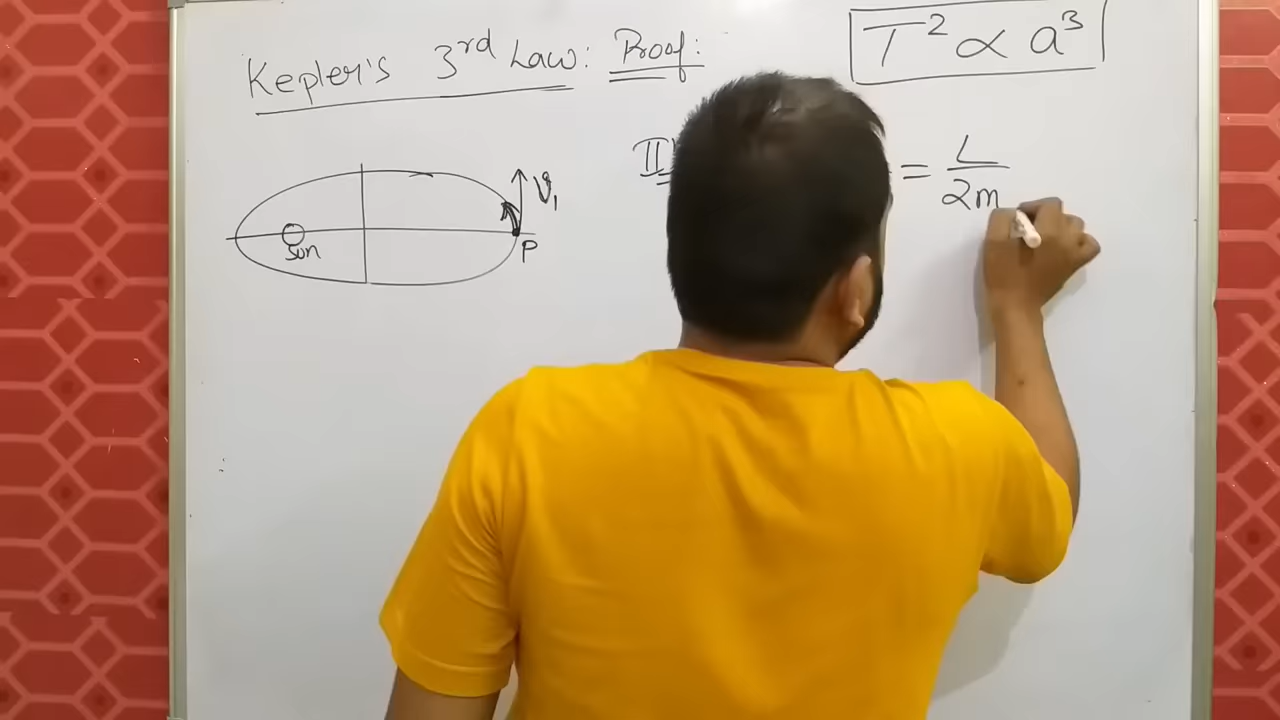 Kepler's 3rd Law: Proof:
T² ∝ a³
II
= L/2m
V₁
Sun
P